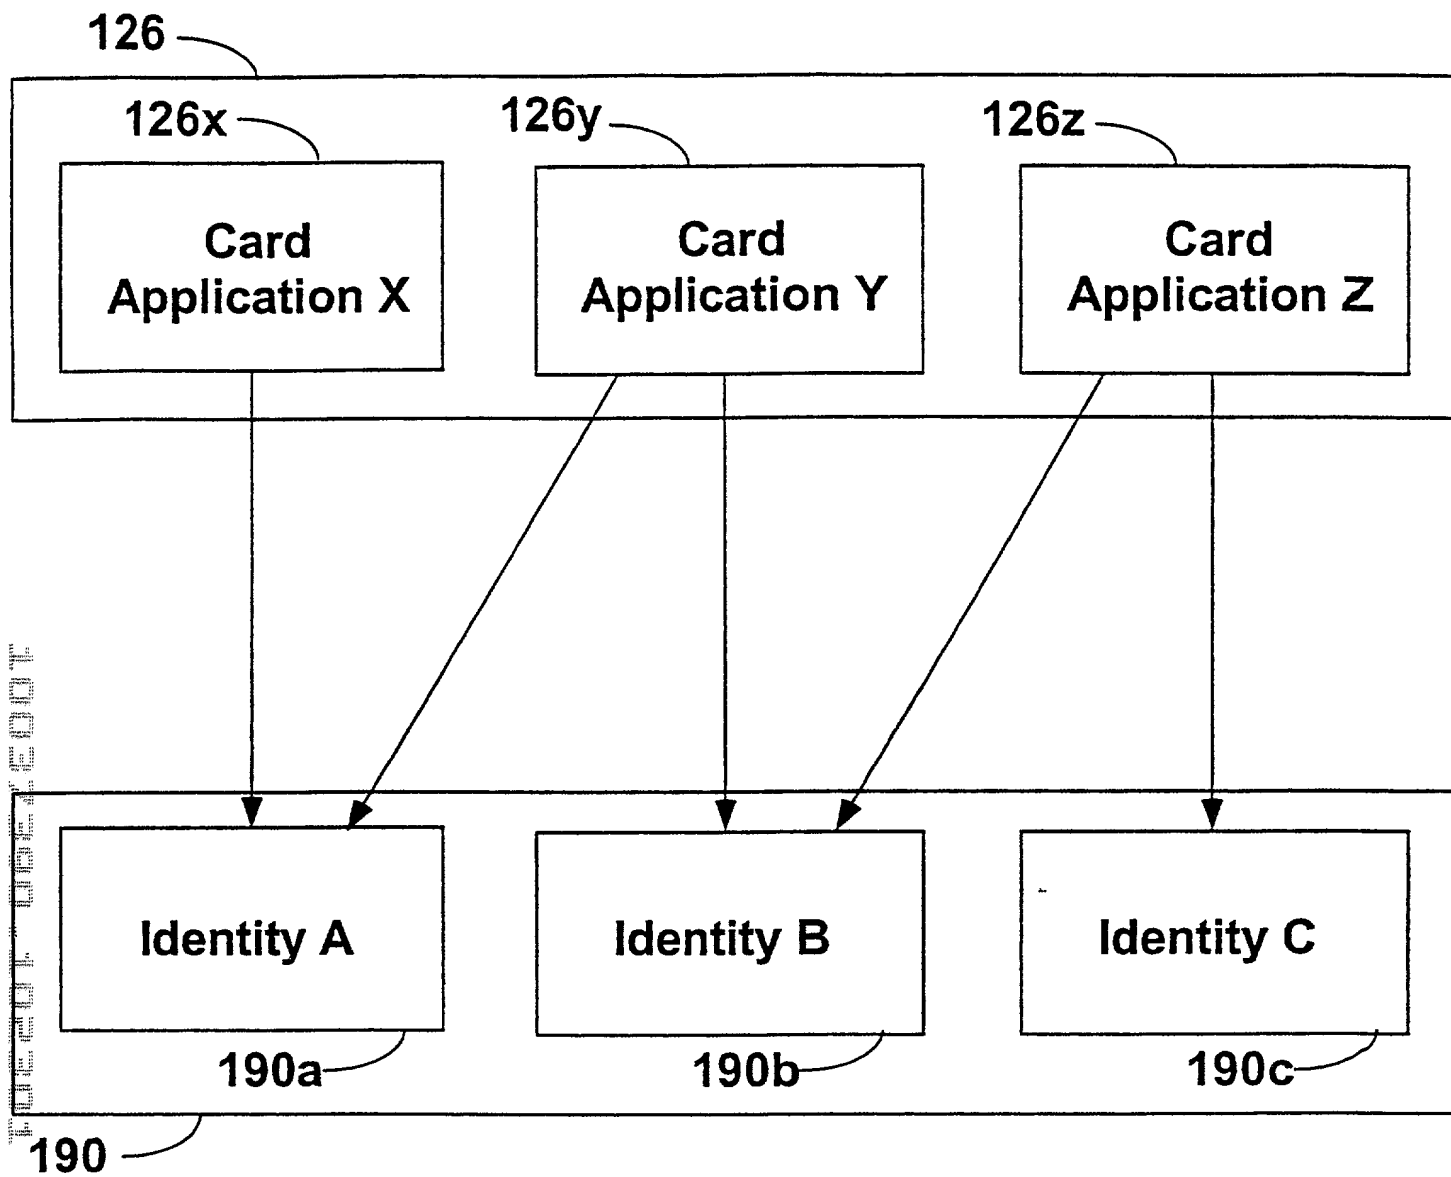 126
126x
126y
126z
Card
Application X
Card
Application Y
Card
Application Z
Identity A
Identity B
Identity C
190a
190b
190c
190